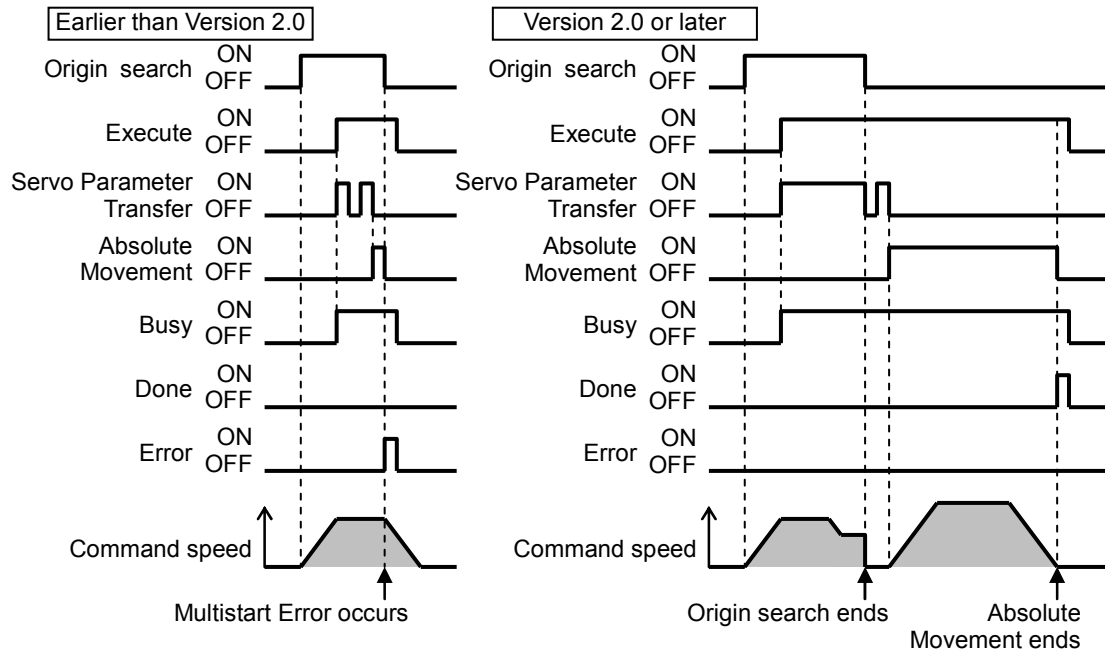 Earlier than Version 2.0
Origin search
ON
OFF
Execute
ON
OFF
Servo Parameter
Transfer
ON
OFF
Absolute
Movement
ON
OFF
Busy
ON
OFF
Done
ON
OFF
Error
ON
OFF
Command speed
Multistart Error occurs
Version 2.0 or later
Origin search
ON
OFF
Execute
ON
OFF
Servo Parameter
Transfer
ON
OFF
Absolute
Movement
ON
OFF
Busy
ON
OFF
Done
ON
OFF
Error
ON
OFF
Command speed
Origin search ends
Absolute
Movement ends